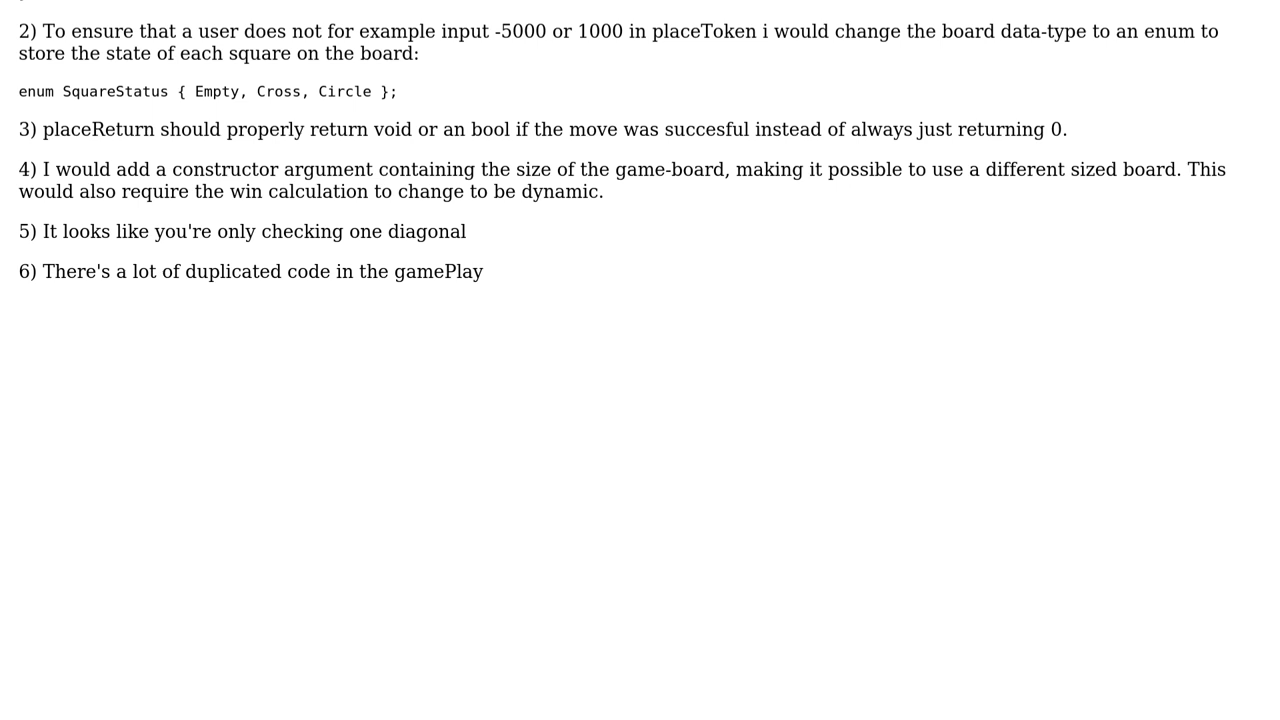 2) To ensure that a user does not for example input -5000 or 1000 in placeToken i would change the board data-type to an enum to
store the state of each square on the board:
enum SquareStatus { Empty, Cross, Circle };
3) placeReturn should properly return void or an bool if the move was succesful instead of always just returning 0.
4) I would add a constructor argument containing the size of the game-board, making it possible to use a different sized board. This
would also require the win calculation to change to be dynamic.
5) It looks like you're only checking one diagonal
6) There's a lot of duplicated code in the gamePlay